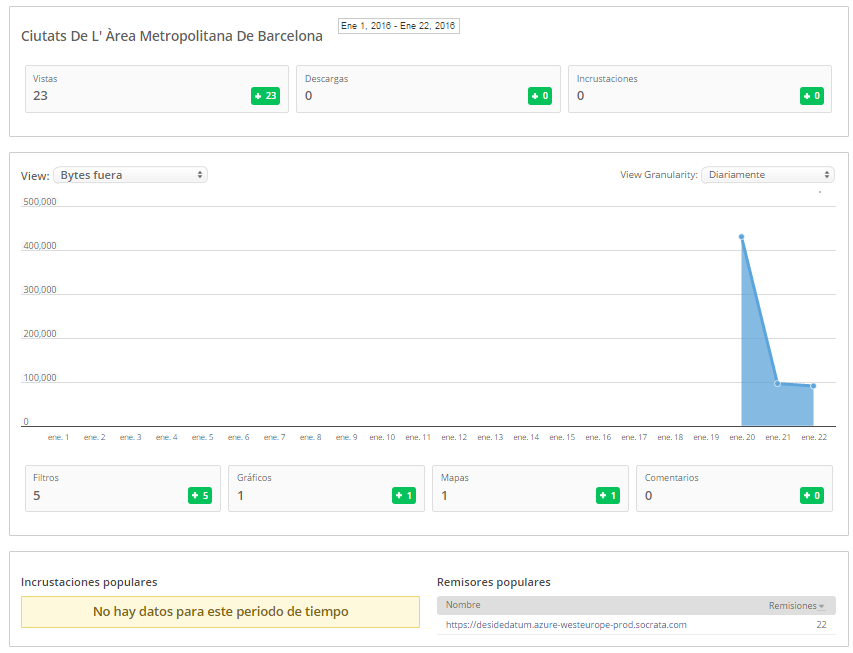 Ciutats De L' Àrea Metropolitana De Barcelona
Ene 1, 2016 - Ene 22, 2016
Vistas
23
+ 23
Descargas
0
+ 0
Incrustaciones
0
+ 0
View: Bytes fuera
View Granularity: Diariamente
500,000
400,000
300,000
200,000
100,000
0
ene. 1 ene. 2 ene. 3 ene. 4 ene. 5 ene. 6 ene. 7 ene. 8 ene. 9 ene. 10 ene. 11 ene. 12 ene. 13 ene. 14 ene. 15 ene. 16 ene. 17 ene. 18 ene. 19 ene. 20 ene. 21 ene. 22
Filtros
5
+ 5
Gráficos
1
+ 1
Mapas
1
+ 1
Comentarios
0
+ 0
Incrustaciones populares
No hay datos para este periodo de tiempo
Remisores populares
Nombre Remisiones
https://desidedatum.azure-westeurope-prod.socrata.com 22